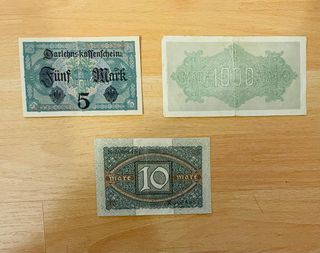 Darlehnskassenschein.
Fünf Mark
5
1000
mark 10 mark